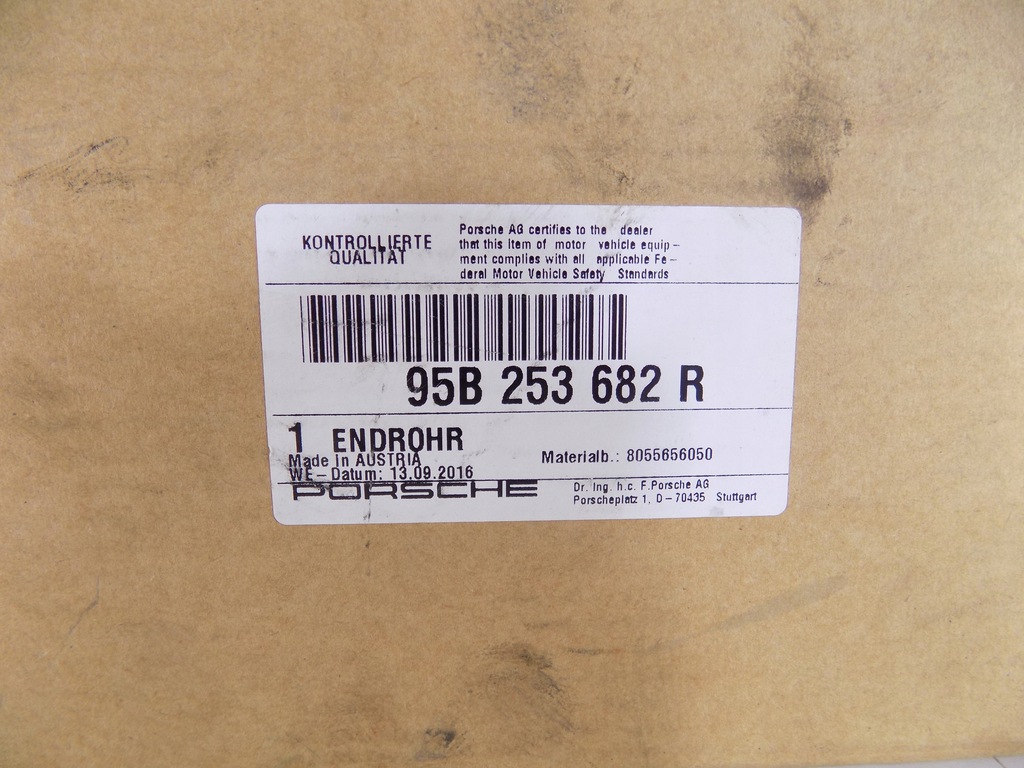 KONTROLLIERTE
QUALITÄT
Porsche AG certifies to the dealer
that this Item of motor vehicle equip-
ment complies with all applicable Fe-
deral Motor Vehicle Safety Standards
95B 253 682 R
1 ENDROHR
Made in AUSTRIA
WE-Datum: 13.09.2016
Materialb.: 8055656050
PORSCHE
Dr. Ing. h.c. F.Porsche AG
Porscheplatz 1, D-70435 Stuttgart